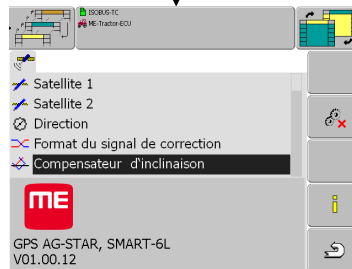 ISOBUS-TC
ME-Tractor-ECU
Satellite 1
Satellite 2
Direction
Format du signal de correction
Compensateur d'inclinaison
ME
GPS AG-STAR, SMART-6L
V01.00.12